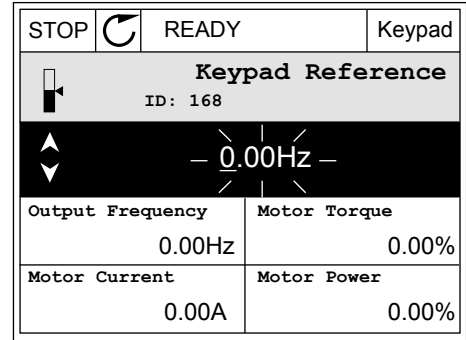 STOP READY Keypad
Keypad Reference
ID: 168
0.00Hz
Output Frequency Motor Torque
0.00Hz 0.00%
Motor Current Motor Power
0.00A 0.00%